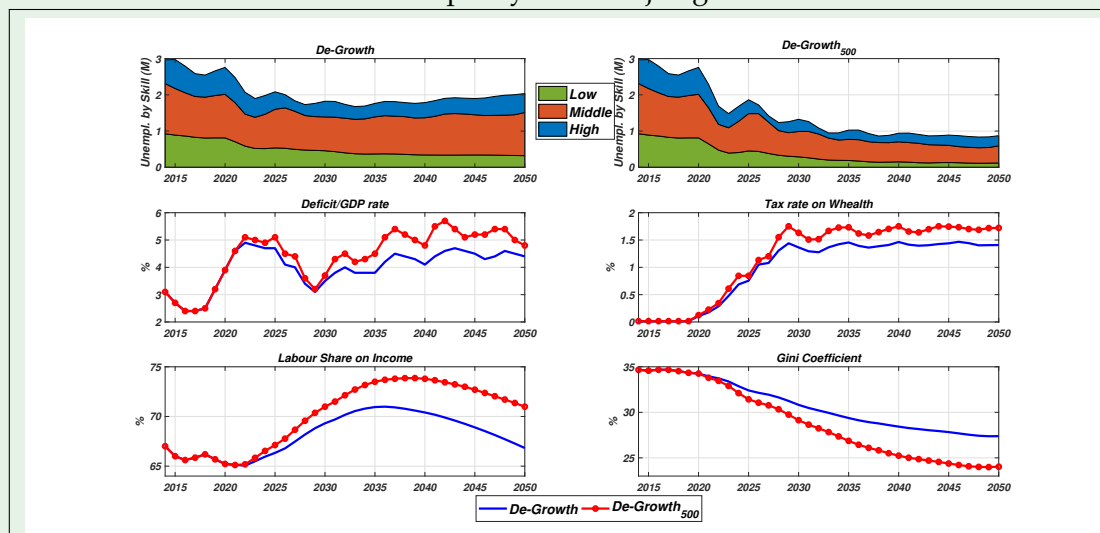 De-Growth
De-Growth500
Unempl. by Skill (M)
3
2
1
0
2015 2020 2025 2030 2035 2040 2045 2050
Low
Middle
High
Unempl. by Skill (M)
3
2
1
0
2015 2020 2025 2030 2035 2040 2045 2050
Deficit/GDP rate
%
6
5
4
3
2
2015 2020 2025 2030 2035 2040 2045 2050
Tax rate on Whealth
%
2
1.5
1
0.5
0
2015 2020 2025 2030 2035 2040 2045 2050
Labour Share on Income
%
75
70
65
2015 2020 2025 2030 2035 2040 2045 2050
Gini Coefficient
%
35
30
25
2015 2020 2025 2030 2035 2040 2045 2050
De-Growth De-Growth500